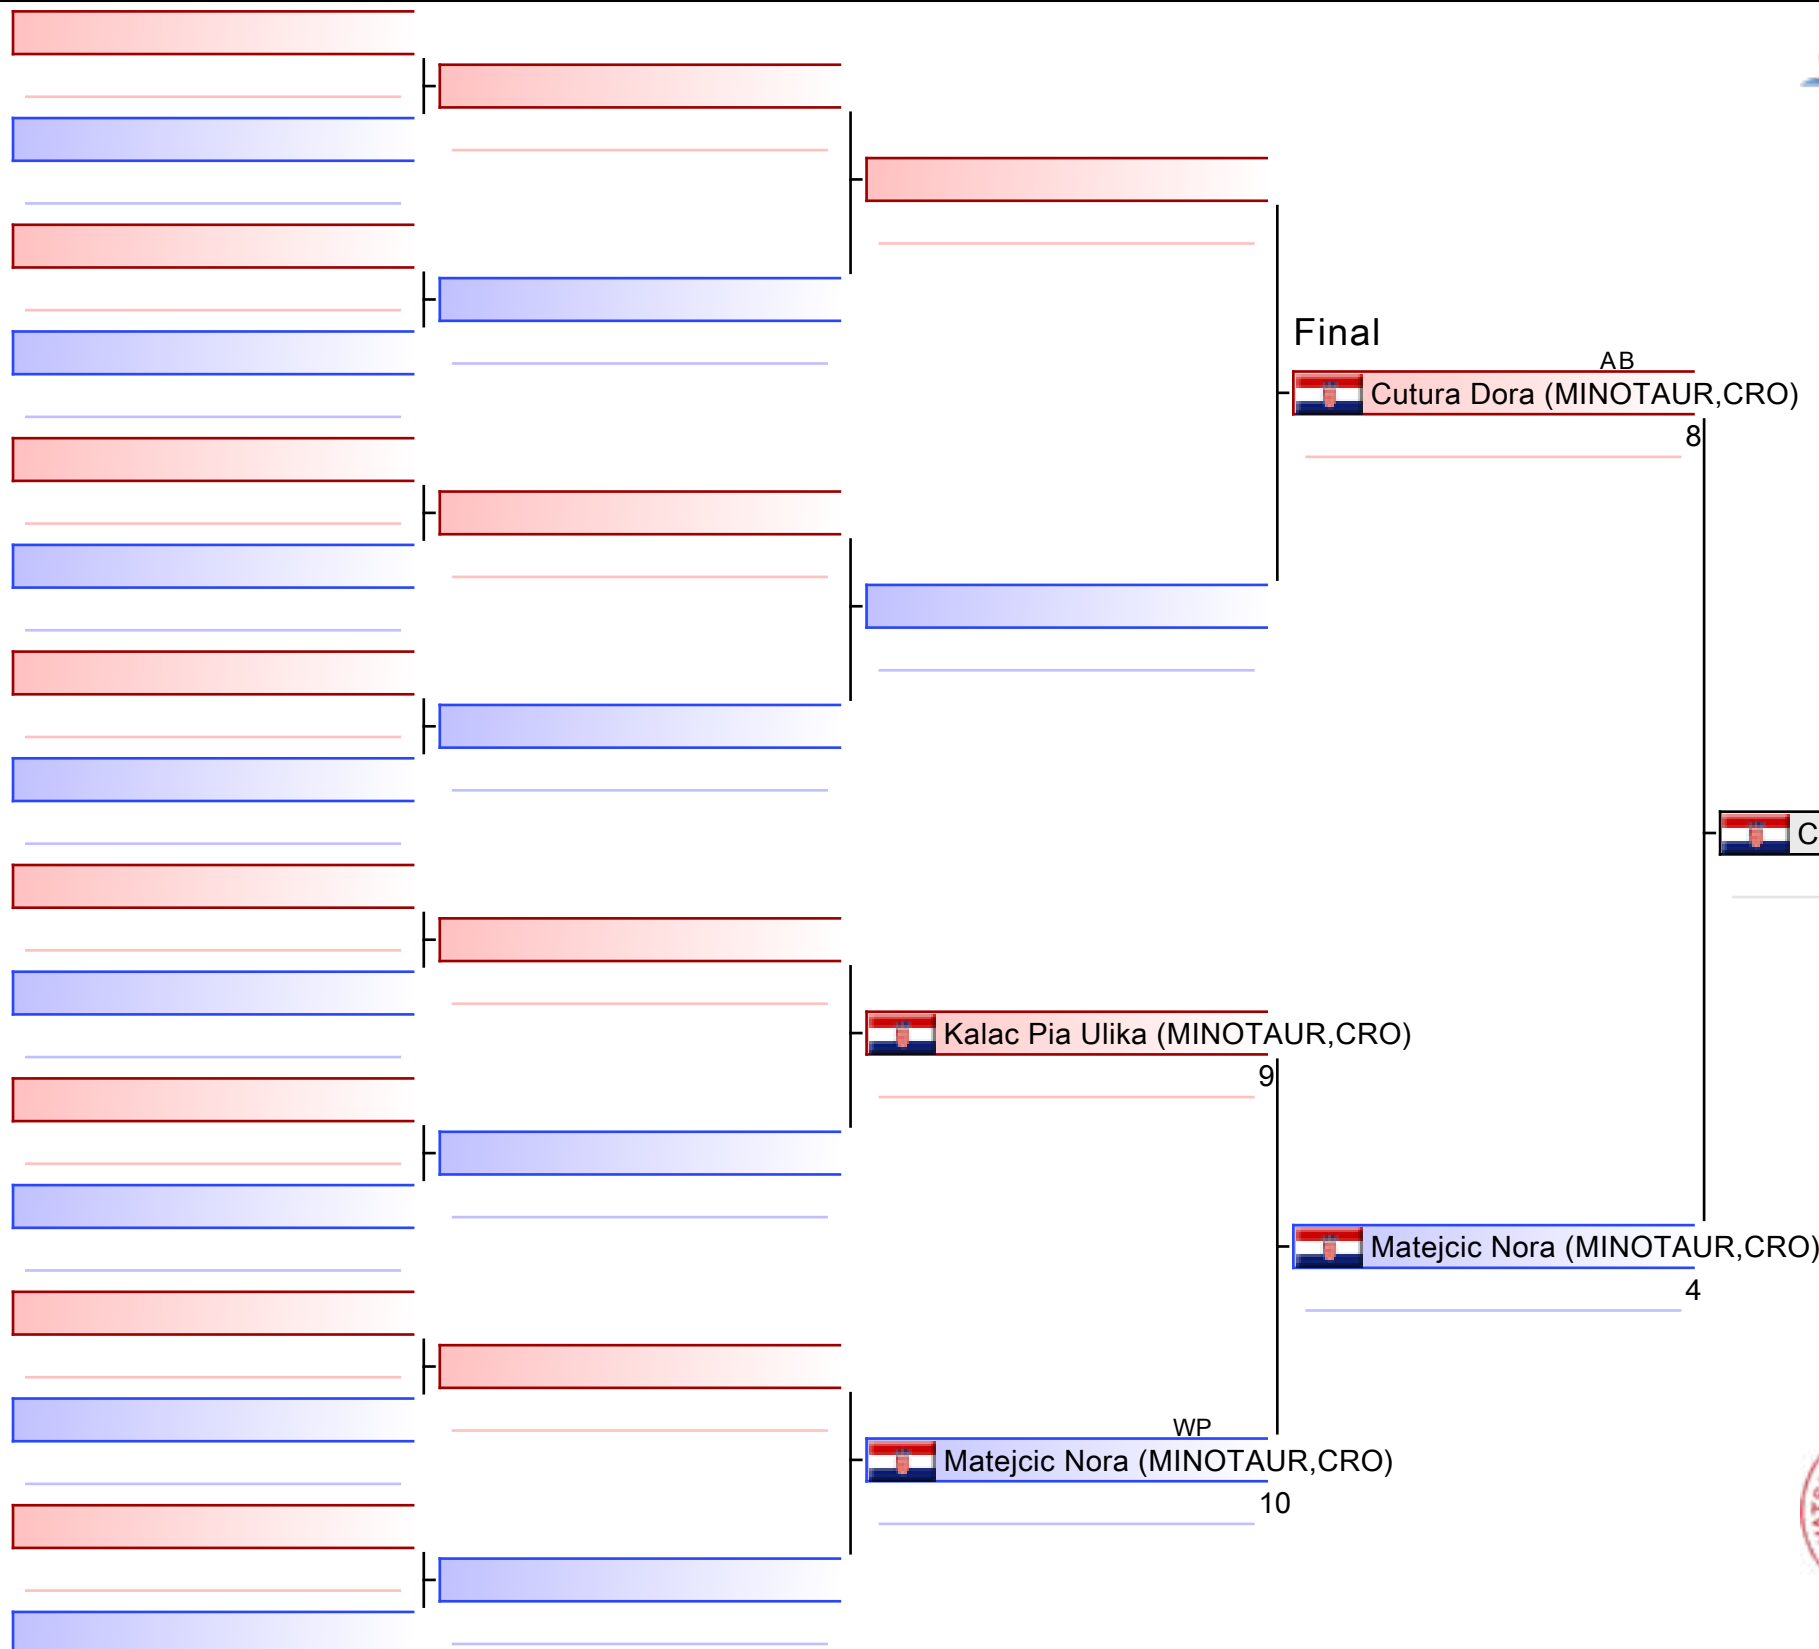 Final
AB
Cutura Dora (MINOTAUR,CRO)
8
C
Kalac Pia Ulika (MINOTAUR,CRO)
9
Matejcic Nora (MINOTAUR,CRO)
4
WP
Matejcic Nora (MINOTAUR,CRO)
10